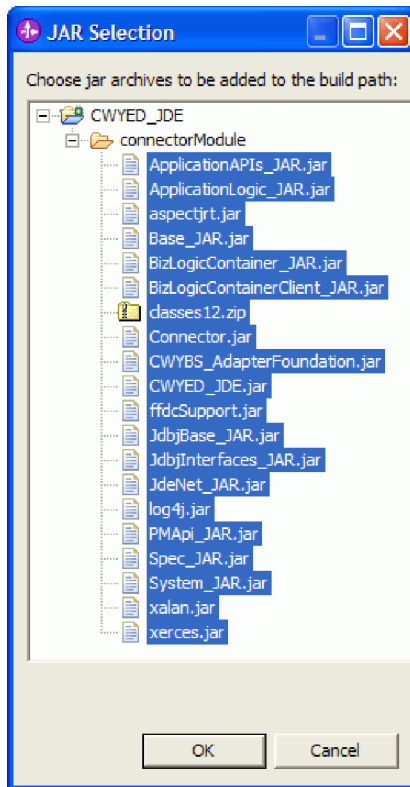 JAR Selection
Choose jar archives to be added to the build path:
CWYED_JDE
connectorModule
ApplicationAPIs_JAR.jar
ApplicationLogic_JAR.jar
aspectjrt.jar
Base_JAR.jar
BizLogicContainer_JAR.jar
BizLogicContainerClient_JAR.jar
classes12.zip
Connector.jar
CWYBS_AdapterFoundation.jar
CWYED_JDE.jar
ffdcSupport.jar
JdbjBase_JAR.jar
JdbjInterfaces_JAR.jar
JdeNet_JAR.jar
log4j.jar
PMApi_JAR.jar
Spec_JAR.jar
System_JAR.jar
xalan.jar
xerces.jar
OK Cancel